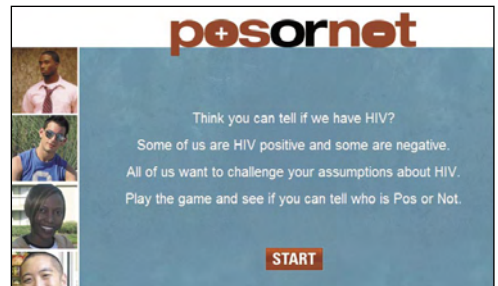 posornot
Think you can tell if we have HIV?
Some of us are HIV positive and some are negative.
All of us want to challenge your assumptions about HIV.
Play the game and see if you can tell who is Pos or Not.
START